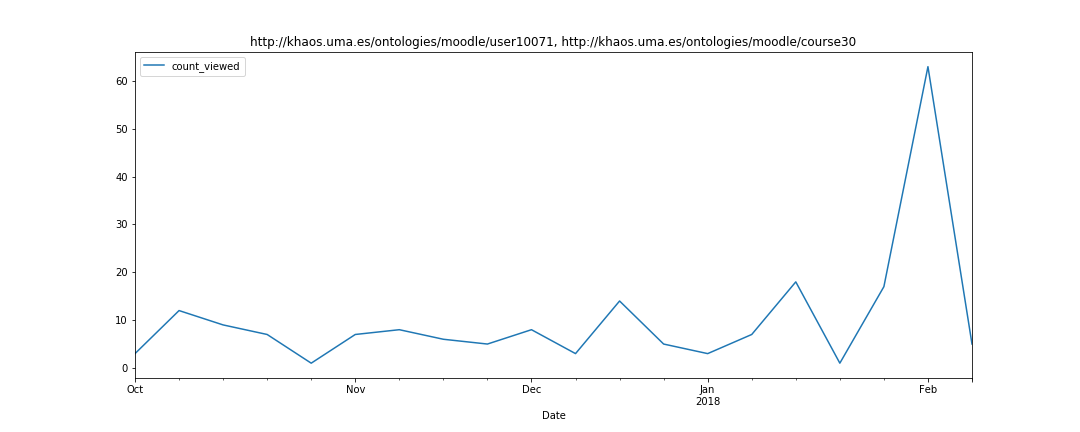 http://khaos.uma.es/ontologies/moodle/user10071, http://khaos.uma.es/ontologies/moodle/course30
count_viewed
60
50
40
30
20
10
0
Oct Nov Dec Jan Feb
2018
Date